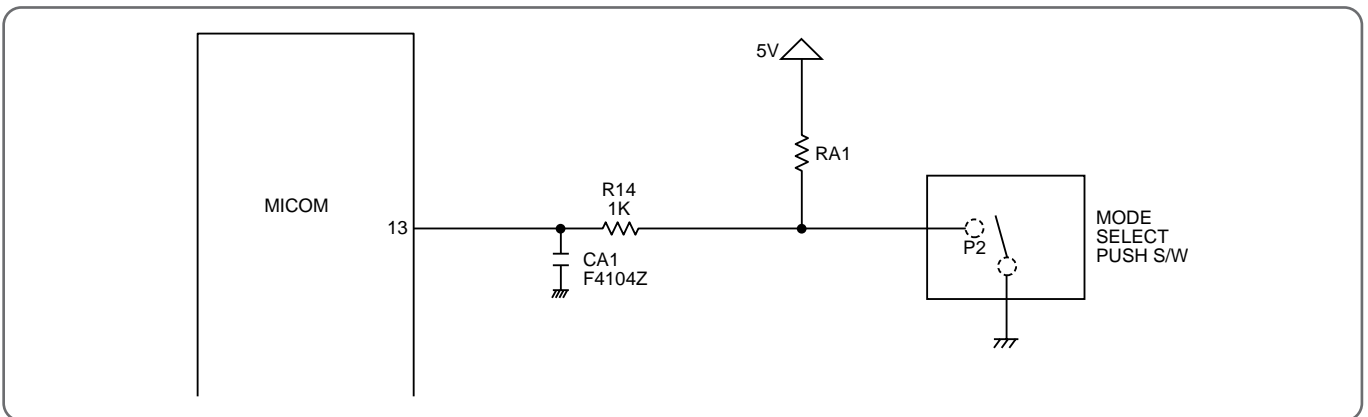 5V
RA1
R14
1K
MICOM
13
CA1
F4104Z
P2
MODE
SELECT
PUSH S/W